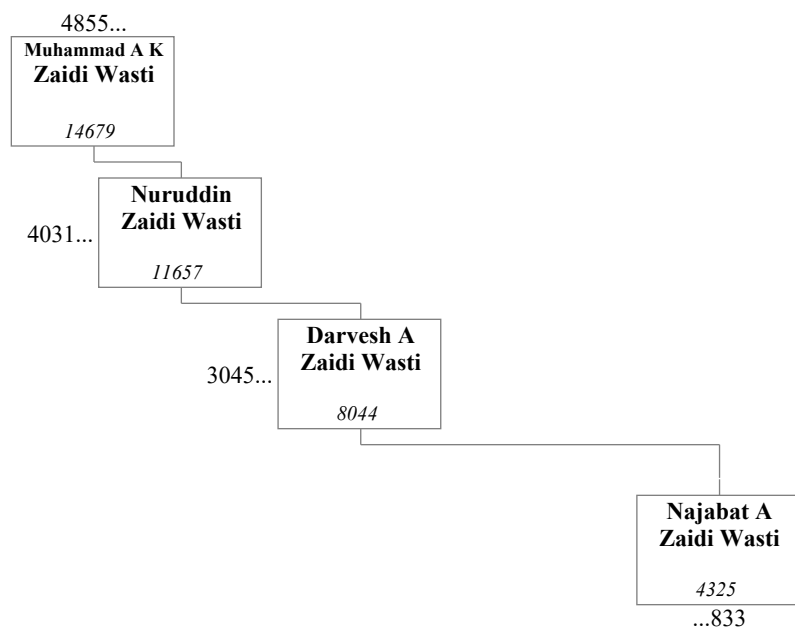 4855...
Muhammad A K
Zaidi Wasti
14679
Nuruddin
Zaidi Wasti
4031...
11657
Darvesh A
Zaidi Wasti
3045...
8044
Najabat A
Zaidi Wasti
4325
...833